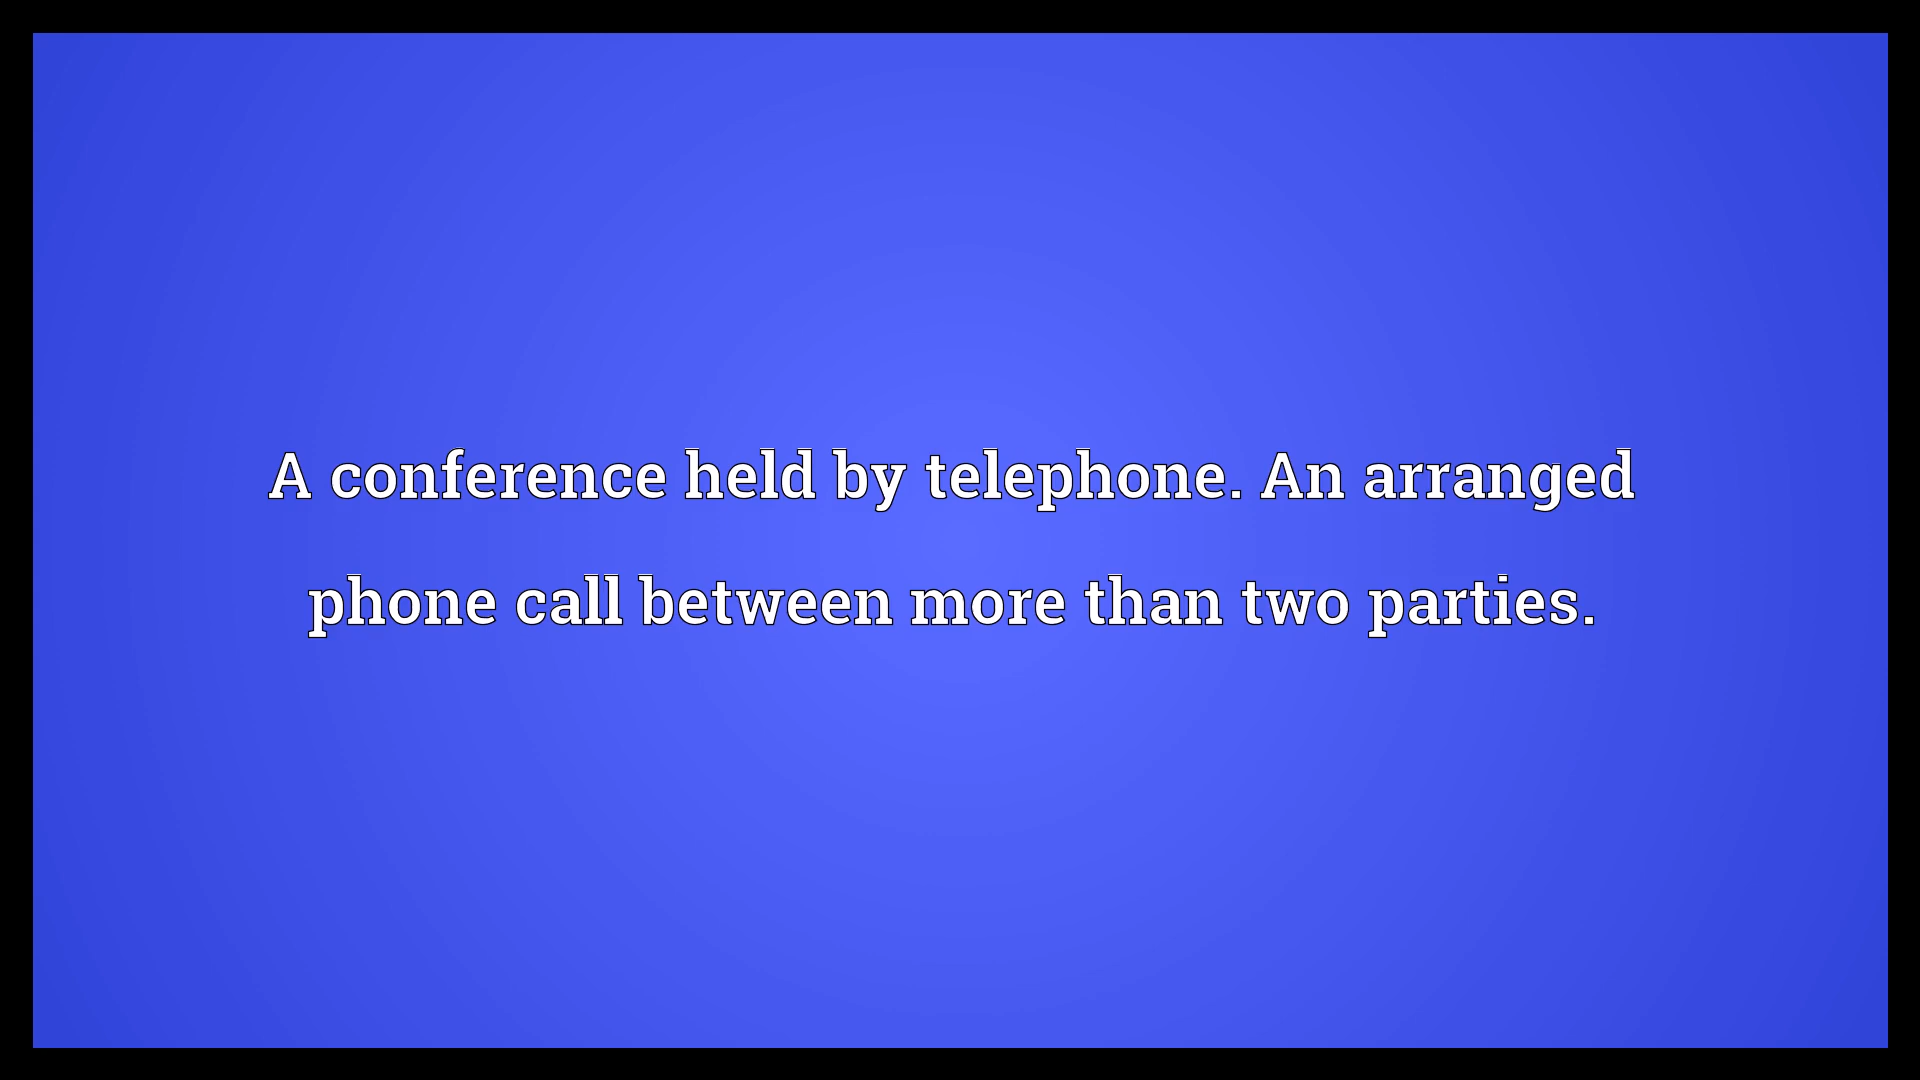 A conference held by telephone. An arranged
phone call between more than two parties.